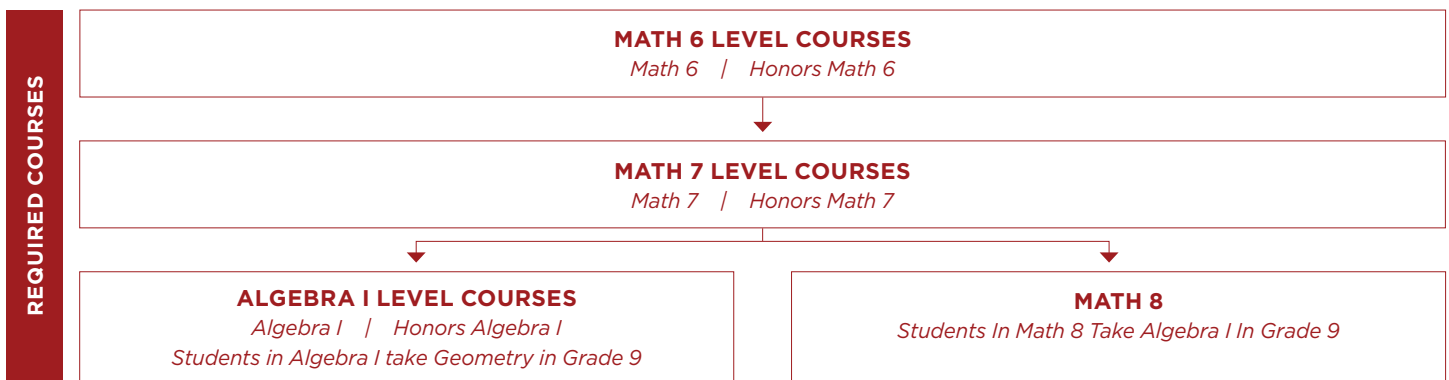 REQUIRED COURSES
MATH 6 LEVEL COURSES
Math 6 | Honors Math 6
MATH 7 LEVEL COURSES
Math 7 | Honors Math 7
ALGEBRA I LEVEL COURSES
Algebra I | Honors Algebra I
Students in Algebra I take Geometry in Grade 9
MATH 8
Students In Math 8 Take Algebra I In Grade 9